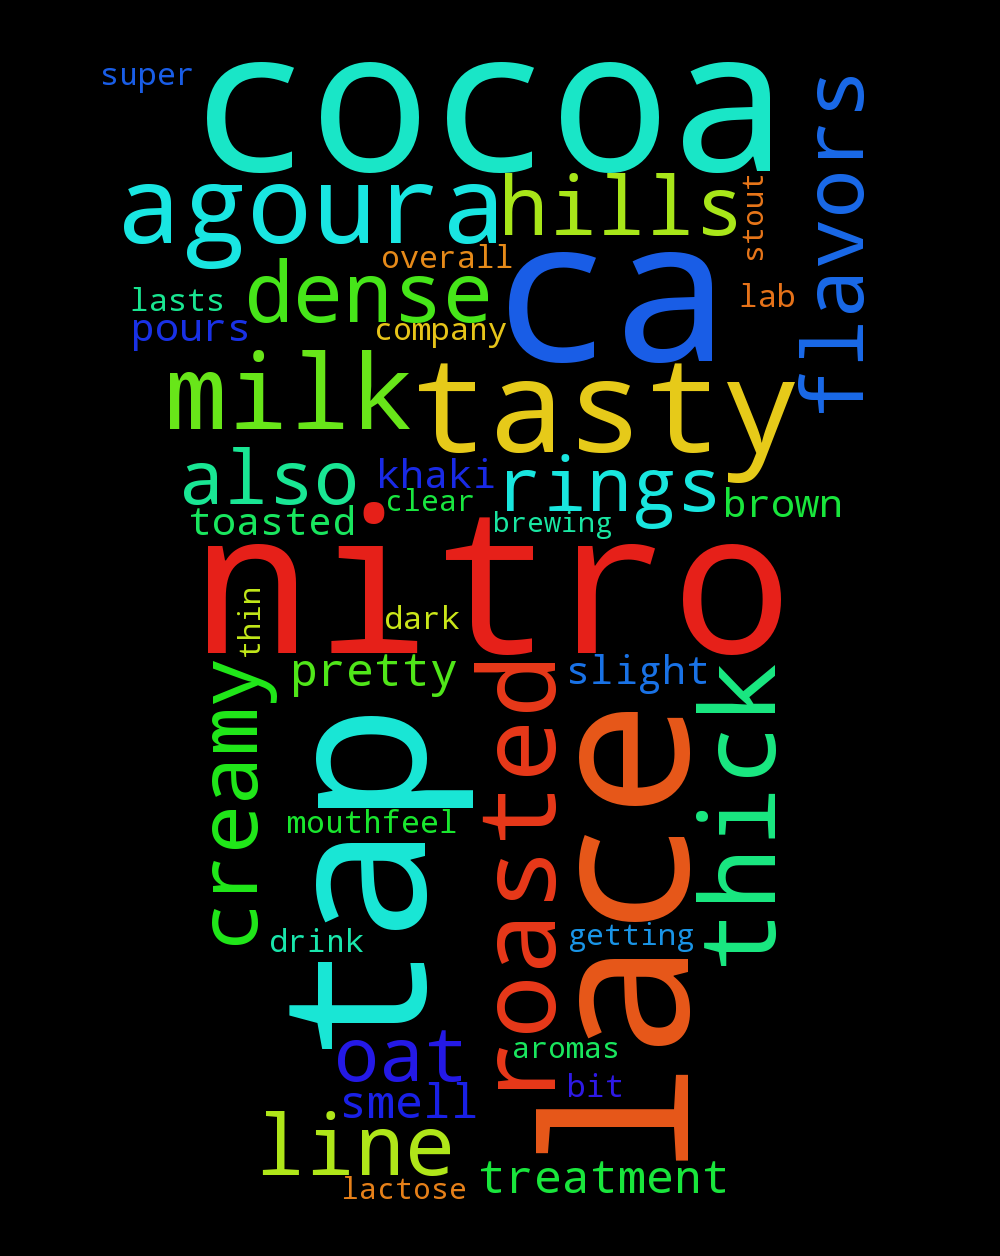 super
cocoa
flavors
agoura
hills
stout
overall
ca
dense
lasts
lab
pours
company
milk
tasty
also
khaki
rings
clear
brown
toasted
brewing
nitro
thin
dark
pretty
roasted
slight
creamy
tap
lace
thick
mouthfeel
drink
getting
oat
aromas
smell
bit
line
treatment
lactose